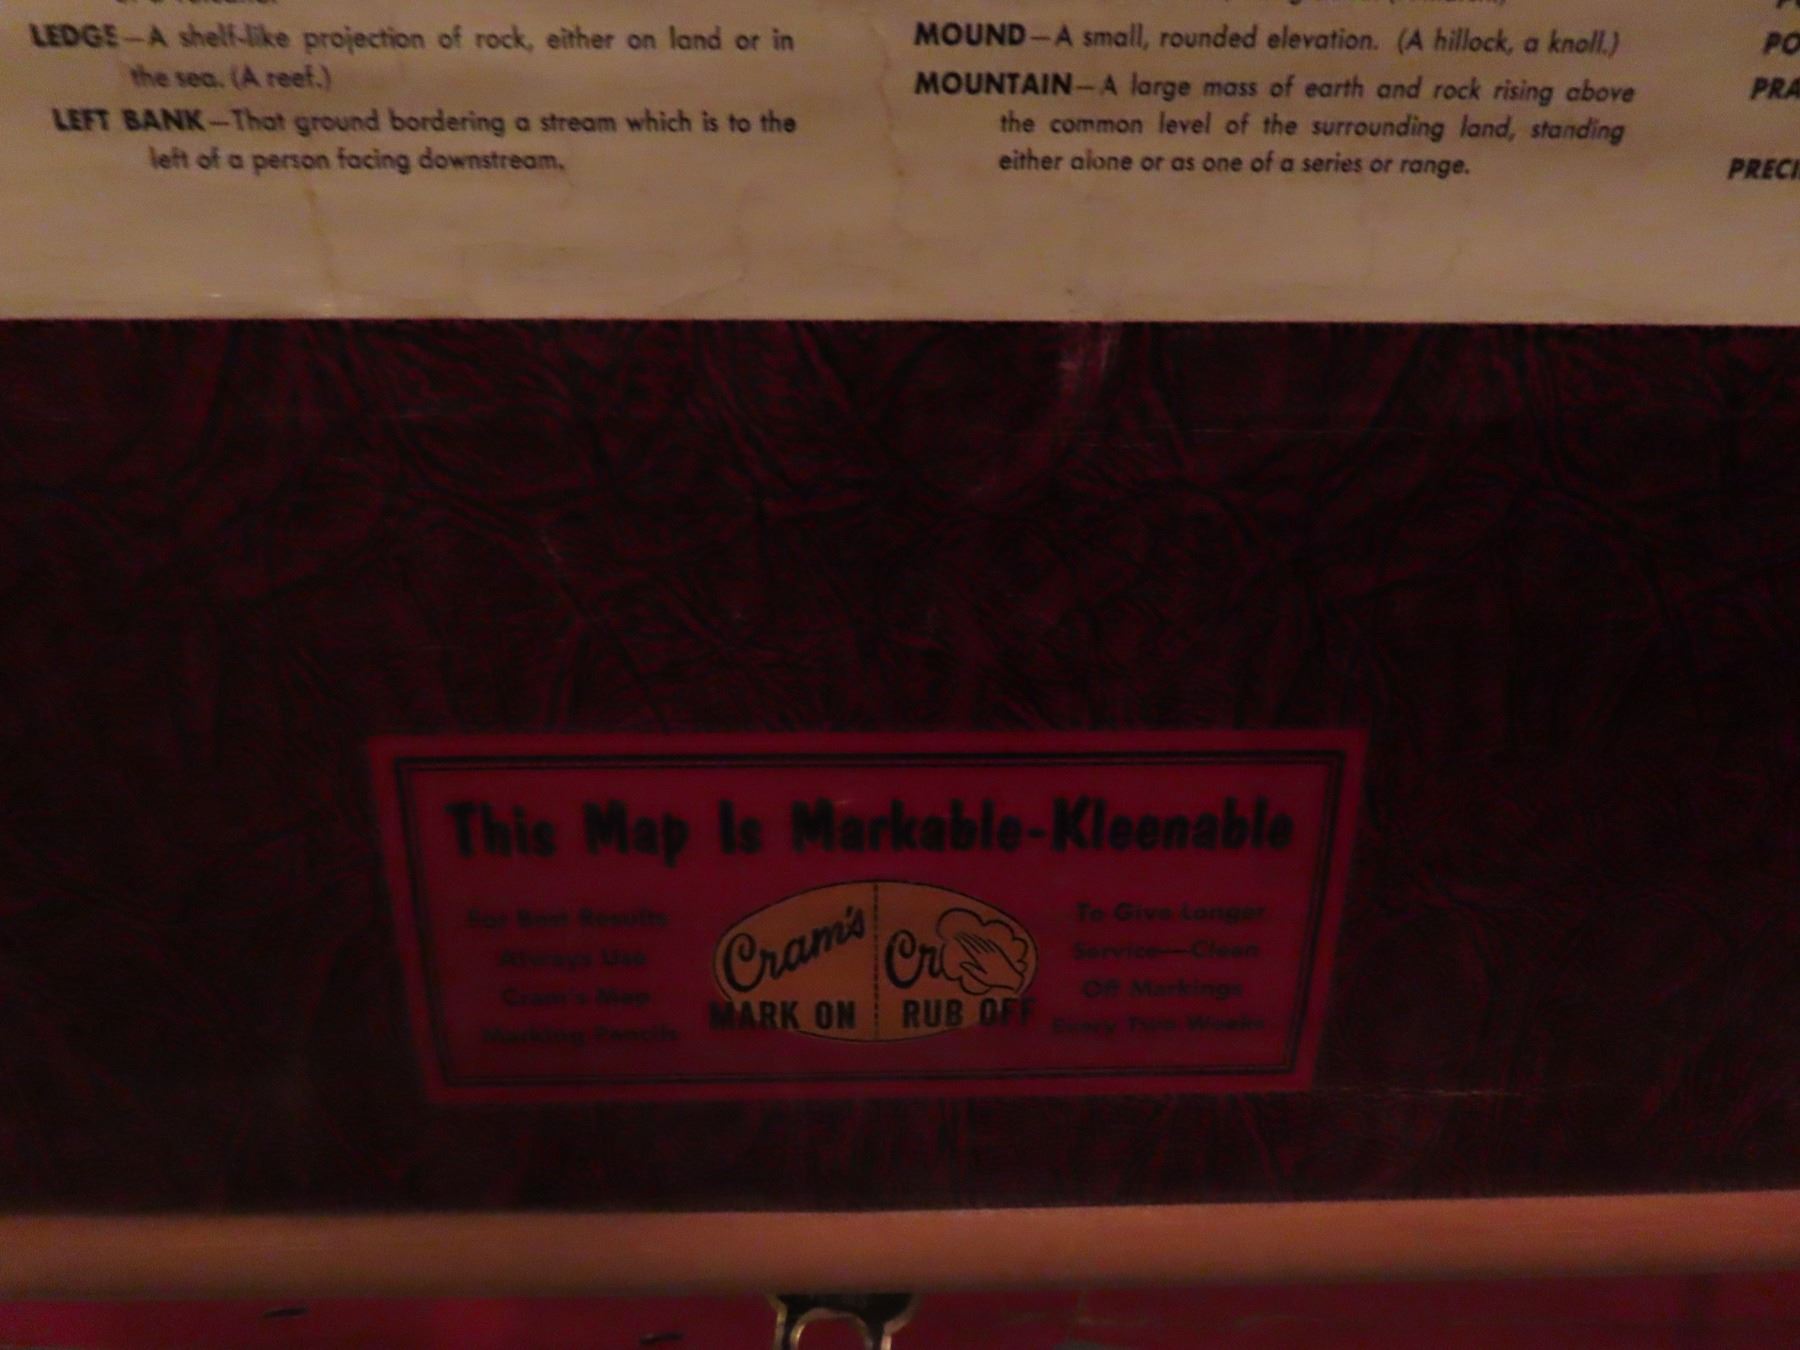 LEDGE—A shelf-like projection of rock, either on land or in
the sea. (A reef.)
LEFT BANK—That ground bordering a stream which is to the
left of a person facing downstream.
MOUND—A small, rounded elevation. (A hillock, a knoll.)
MOUNTAIN—A large mass of earth and rock rising above
the common level of the surrounding land, standing
either alone or as one of a series or range.
PO
PRA
PRECI
This Map Is Markable-Kleenable
For Best Results
Always Use
Cram's Map
Marking Pencils
Cram's
MARK ON
Cr
RUB OFF
To Give Longer
Service—Clean
Off Markings
Every Two Weeks